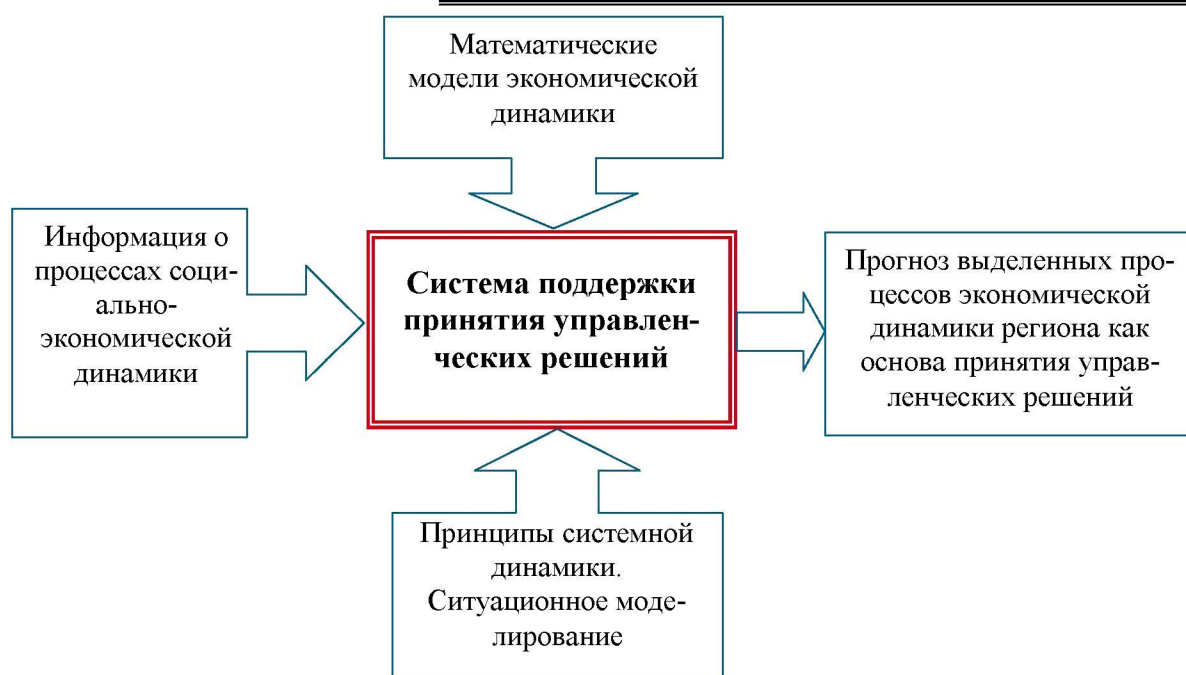 Математические
модели экономической
динамики
Информация о
процессах соци-
ально-
экономической
динамики
Система поддержки
принятия управлен-
ческих решений
Прогноз выделенных про-
цессов экономической
динамики региона как
основа принятия управ-
ленческих решений
Принципы системной
динамики.
Ситуационное моде-
лирование